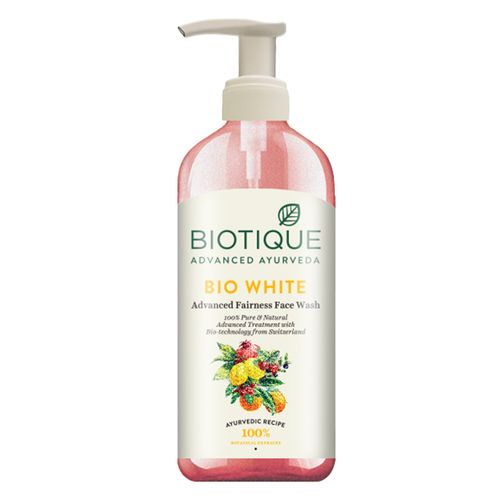 BIOTIQUE
ADVANCED AYURVEDA
BIO WHITE
Advanced Fairness Face Wash
100% Pure & Natural
Advanced Treatment with
Bio-technology from Switzerland
AYURVEDIC RECIPE
100%
BOTANICAL EXTRACTS